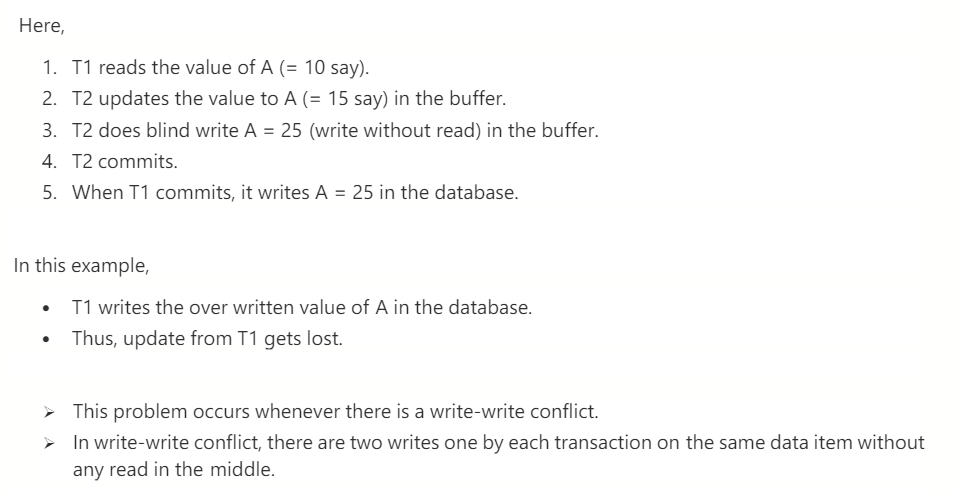 Here,
1. T1 reads the value of A (= 10 say).
2. T2 updates the value to A (= 15 say) in the buffer.
3. T2 does blind write A = 25 (write without read) in the buffer.
4. T2 commits.
5. When T1 commits, it writes A = 25 in the database.
In this example,
• T1 writes the over written value of A in the database.
• Thus, update from T1 gets lost.
➢ This problem occurs whenever there is a write-write conflict.
➢ In write-write conflict, there are two writes one by each transaction on the same data item without
any read in the middle.